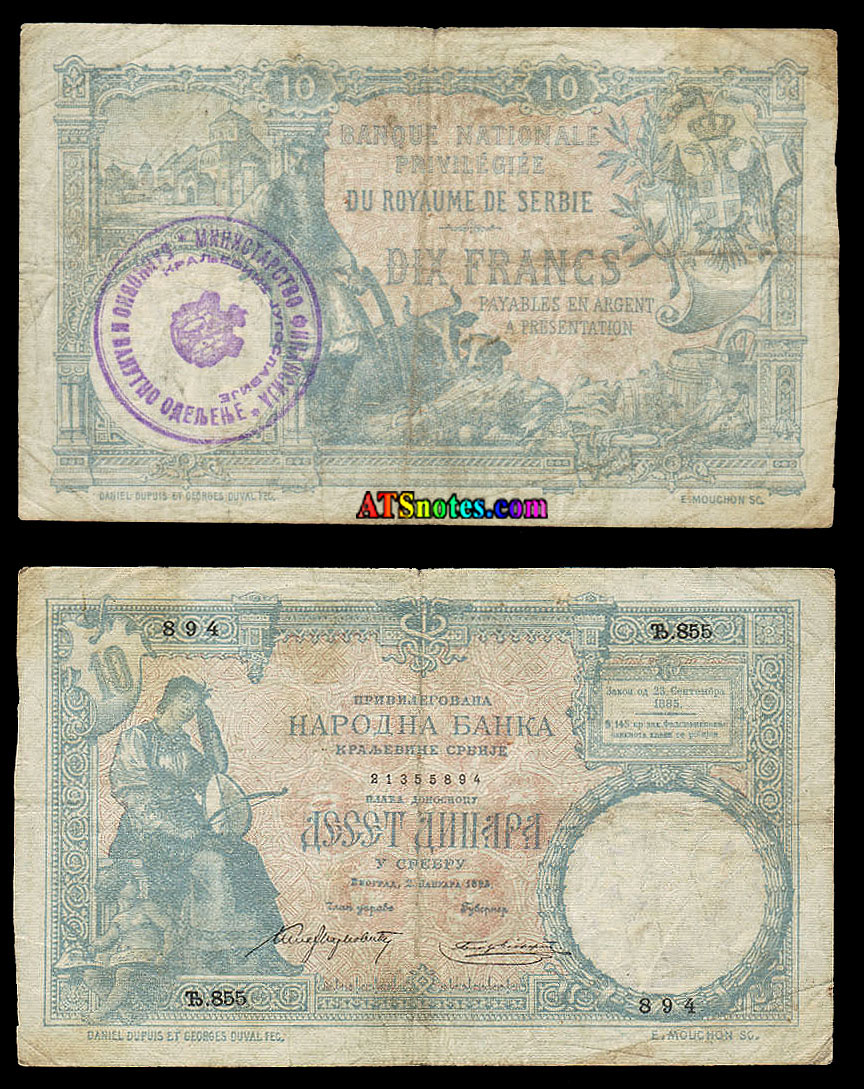 10
10
BANQUE NATIONALE
PRIVILÉGIÉE
DU ROYAUME DE SERBIE
DIX FRANCS
PAYABLES EN ARGENT
A PRÉSENTATION
МИНИСТАРСТВО ФИНАНСИЈА * БАНКОВНО И ВАЛУТНО ОДЕЉЕЊЕ *
КРАЉЕВИНА ЈУГОСЛАВИЈЕ
DANIEL DUPUIS ET GEORGES DUVAL FEC.
E. MOUCHON SC.
ATSnotes.com
894
Ђ.855
10
Закон од 23. Септембра
1885.
ПРИВИЛЕГОВАНА
НАРОДНА БАНКА
КРАЉЕВИНЕ СРБИЈЕ
21355894
ПЛАЋА ДОНОСИОЦУ
ДЕСЕТ ДИНАРА
У СРЕБРУ
Београд, 2. Јануара 1893.
Члан управе Гувернер
Ђ.855
894
DANIEL DUPUIS ET GEORGES DUVAL FEC.
E. MOUCHON SC.